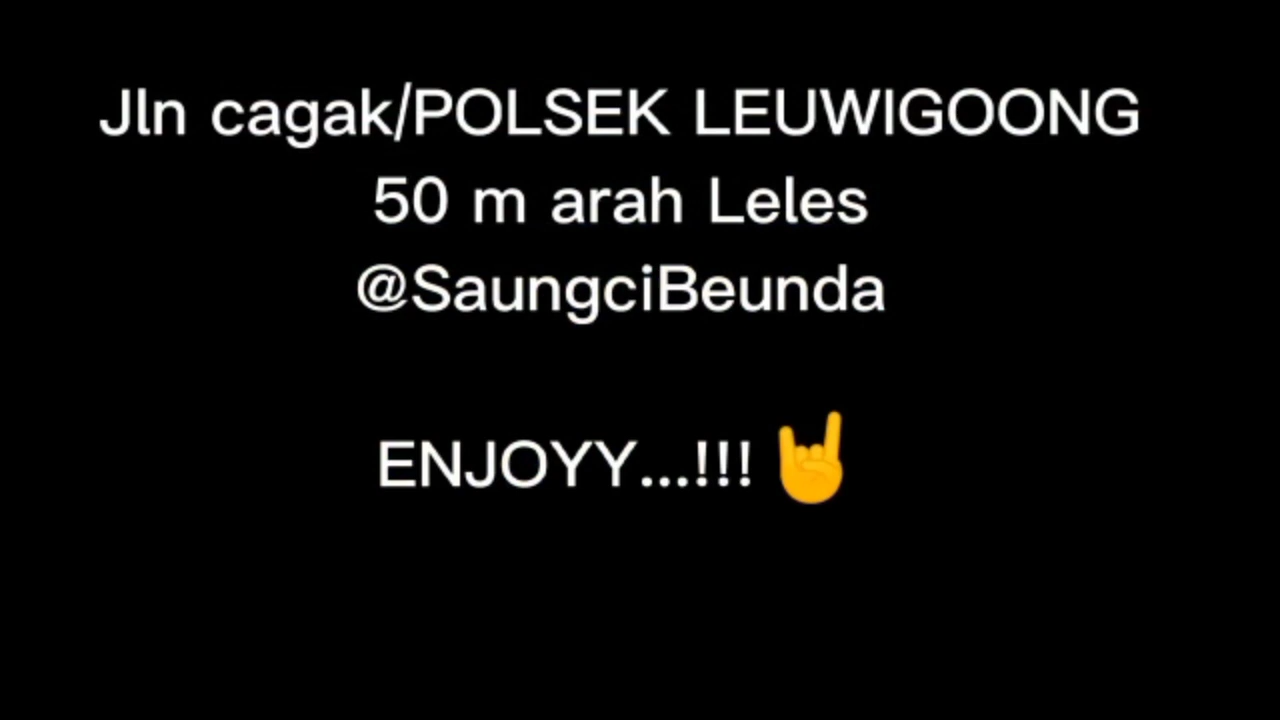 Jln cagak/POLSEK LEUWIGOONG
50 m arah Leles
@SaungciBeunda
ENJOYY...!!! 🤘